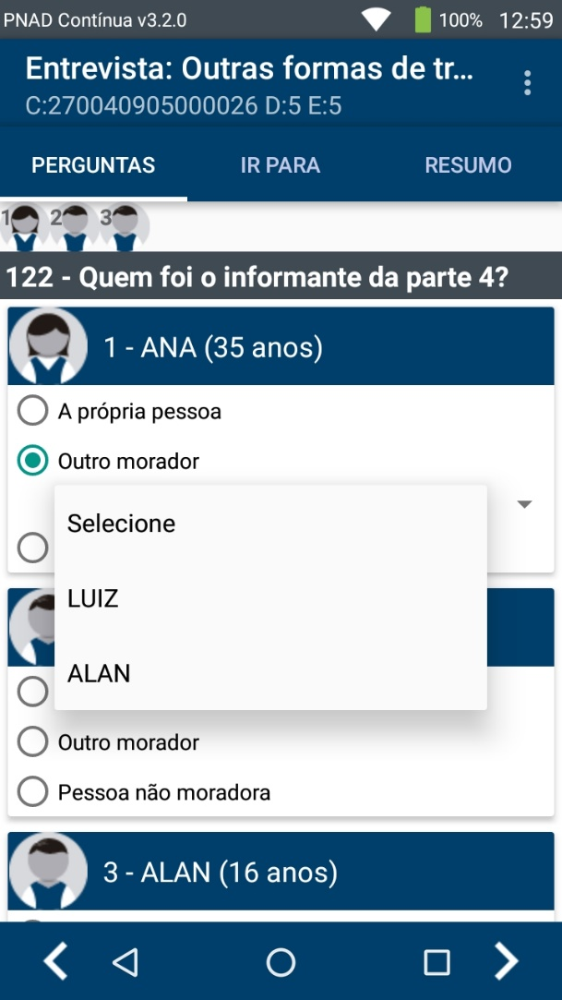 PNAD Contínua v3.2.0 100% 12:59
Entrevista: Outras formas de tr...
C:270040905000026 D:5 E:5
PERGUNTAS IR PARA RESUMO
1 2 3
122 - Quem foi o informante da parte 4?
1 - ANA (35 anos)
A própria pessoa
Outro morador
Selecione
LUIZ
ALAN
Outro morador
Pessoa não moradora
3 - ALAN (16 anos)